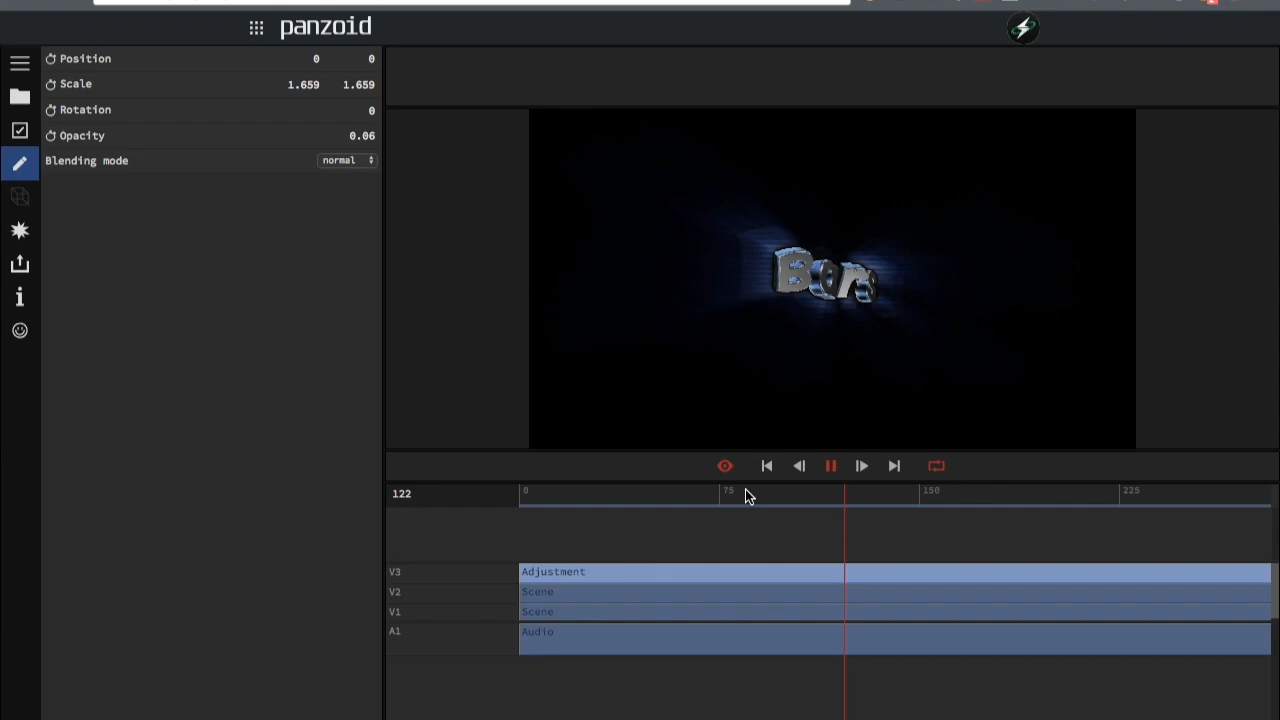 panzoid
Position 0 0
Scale 1.659 1.659
Rotation 0
Opacity 0.06
Blending mode normal
Bors
122 0 75 150 225
V3 Adjustment
V2 Scene
V1 Scene
A1 Audio